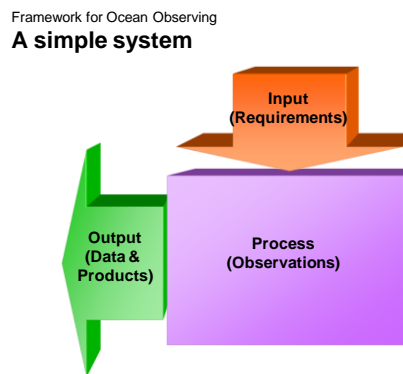 Framework for Ocean Observing
A simple system
Input
(Requirements)
Output
(Data &
Products)
Process
(Observations)